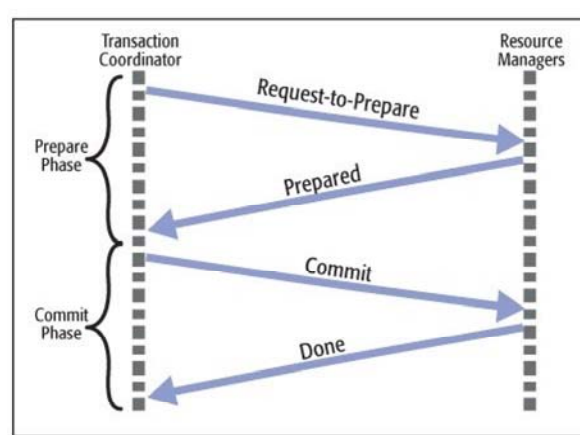 Transaction
Coordinator
Resource
Managers
Request-to-Prepare
Prepare
Phase
Prepared
Commit
Commit
Phase
Done